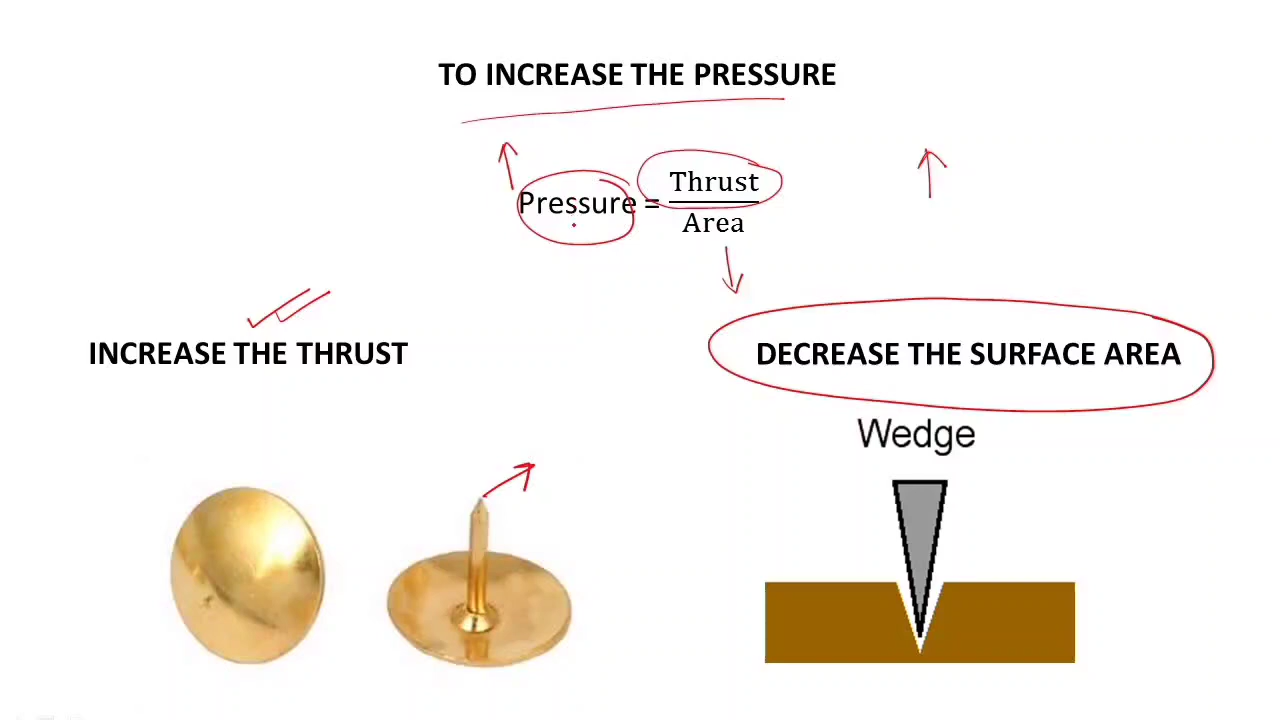 TO INCREASE THE PRESSURE
Pressure = Thrust
Area
INCREASE THE THRUST
DECREASE THE SURFACE AREA
Wedge